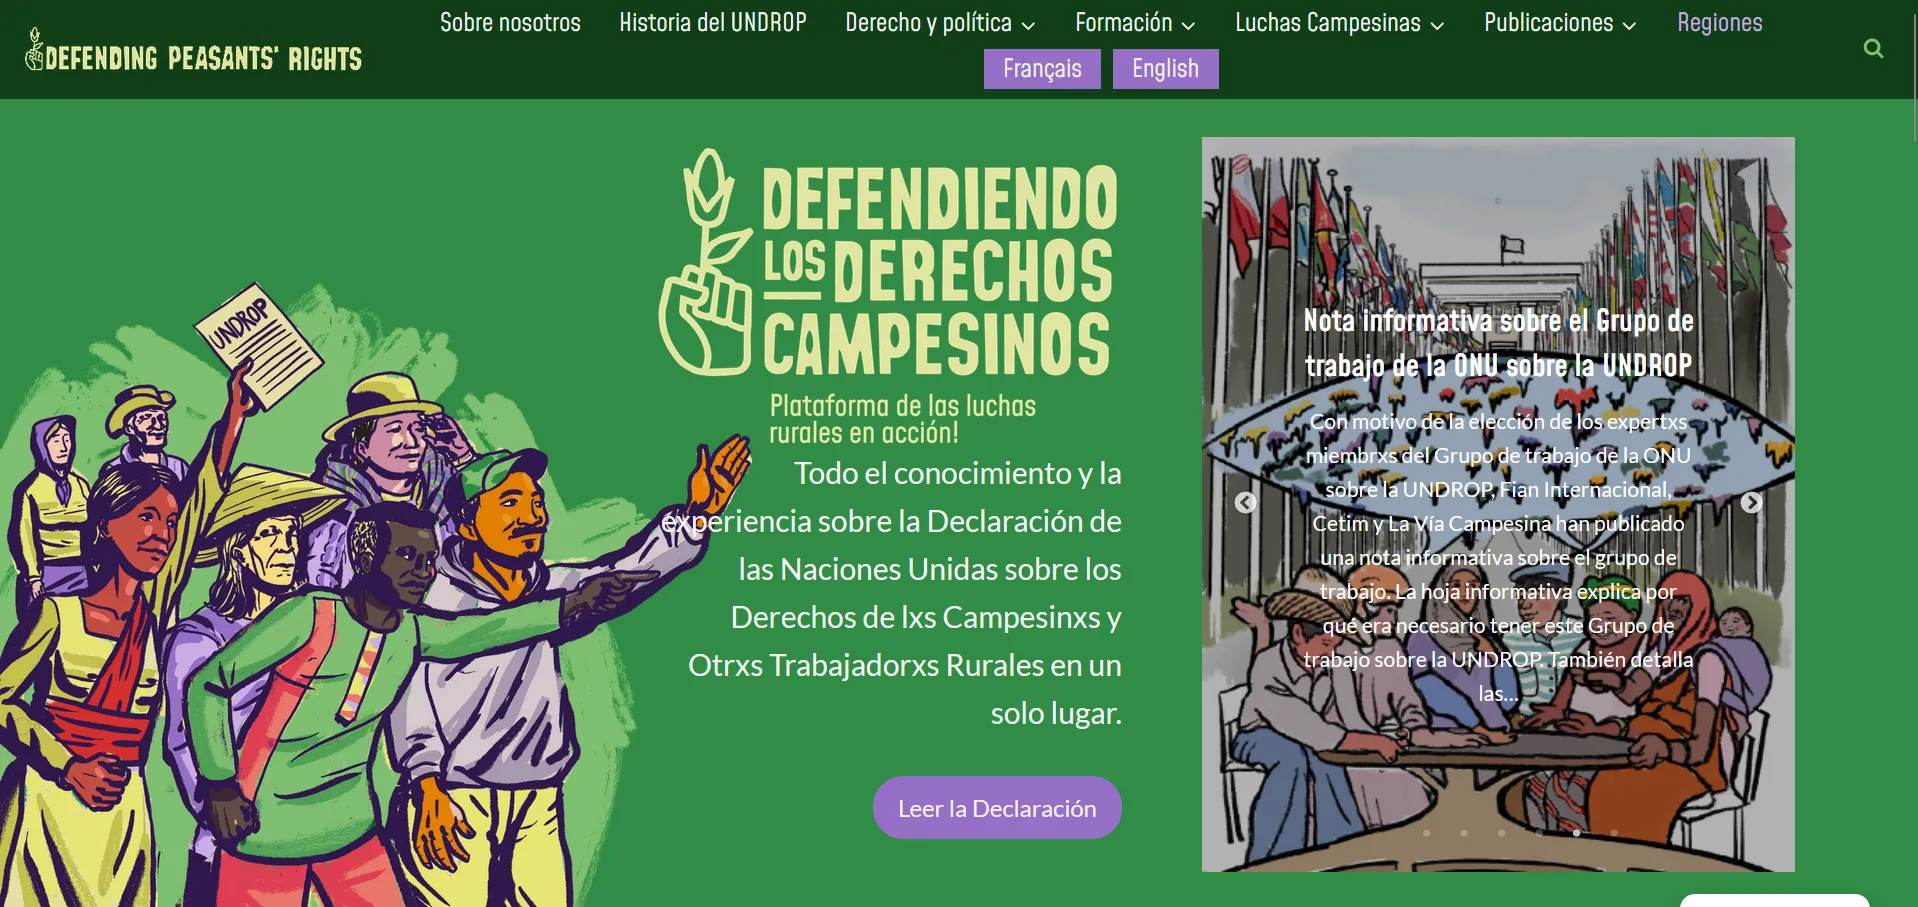 DEFENDING PEASANTS' RIGHTS
Sobre nosotros
Historia del UNDROP
Derecho y política
Formación
Luchas Campesinas
Publicaciones
Regiones
Français
English
UNDROP
DEFENDIENDO
LOS DERECHOS
CAMPESINOS
Plataforma de las luchas
rurales en acción!
Todo el conocimiento y la
experiencia sobre la Declaración de
las Naciones Unidas sobre los
Derechos de lxs Campesinxs y
Otrxs Trabajadorxs Rurales en un
solo lugar.
Leer la Declaración
Nota informativa sobre el Grupo de
trabajo de la ONU sobre la UNDROP
Con motivo de la elección de los expertxs
miembrxs del Grupo de trabajo de la ONU
sobre la UNDROP, Fian Internacional,
Cetim y La Vía Campesina han publicado
una nota informativa sobre el grupo de
trabajo. La hoja informativa explica por
qué era necesario tener este Grupo de
trabajo sobre la UNDROP. También detalla
las...